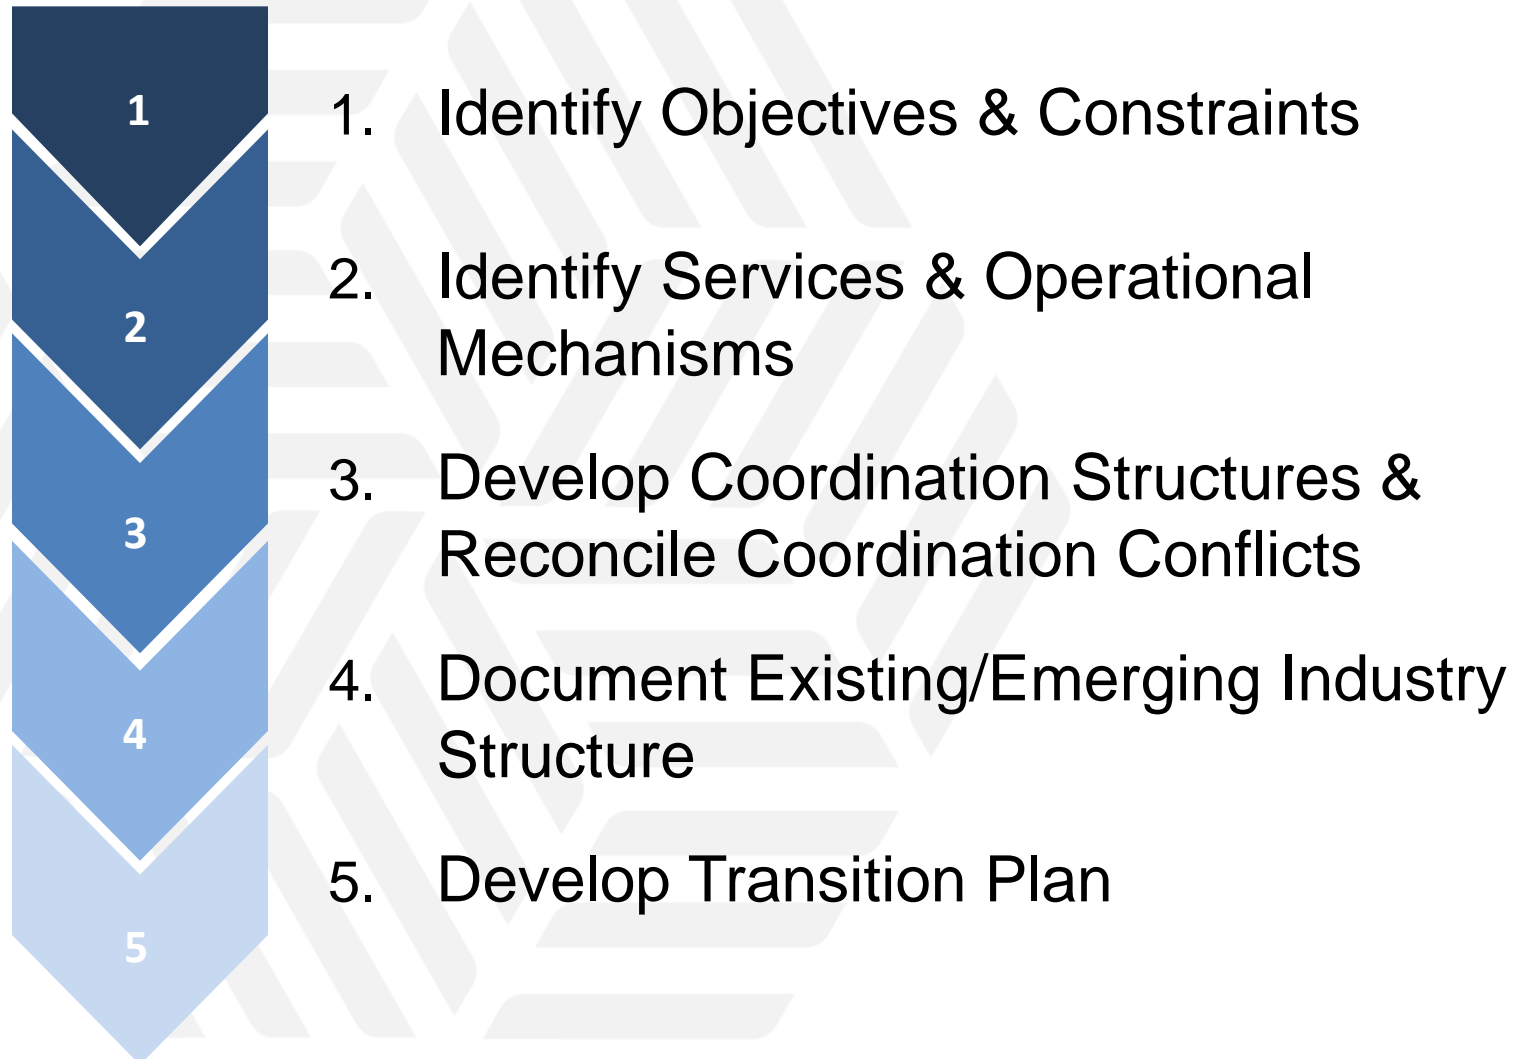 1
1. Identify Objectives & Constraints
2
2. Identify Services & Operational
Mechanisms
3
3. Develop Coordination Structures &
Reconcile Coordination Conflicts
4
4. Document Existing/Emerging Industry
Structure
5
5. Develop Transition Plan